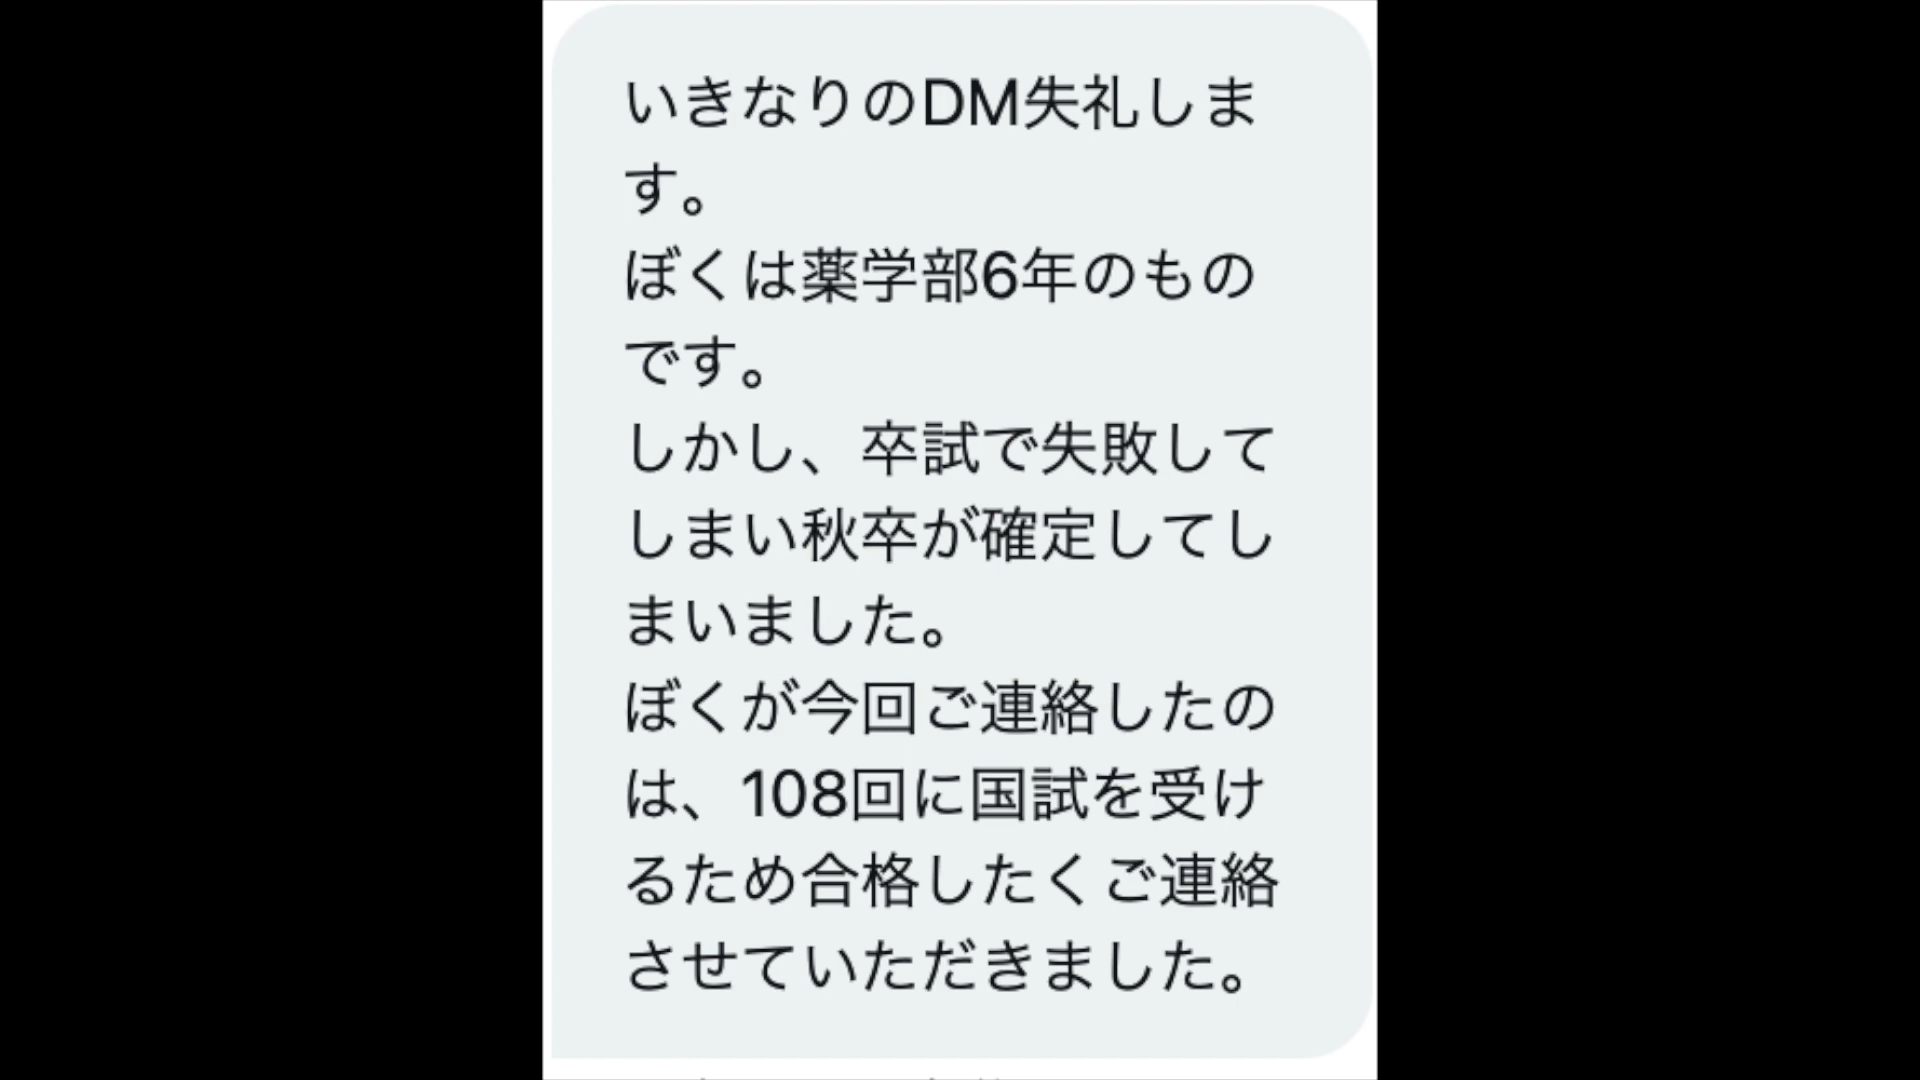 いきなりのDM失礼しま
す。
ぼくは薬学部6年のもの
です。
しかし、卒試で失敗して
しまい秋卒が確定してし
まいました。
ぼくが今回ご連絡したの
は、108回に国試を受け
るため合格したくご連絡
させていただきました。